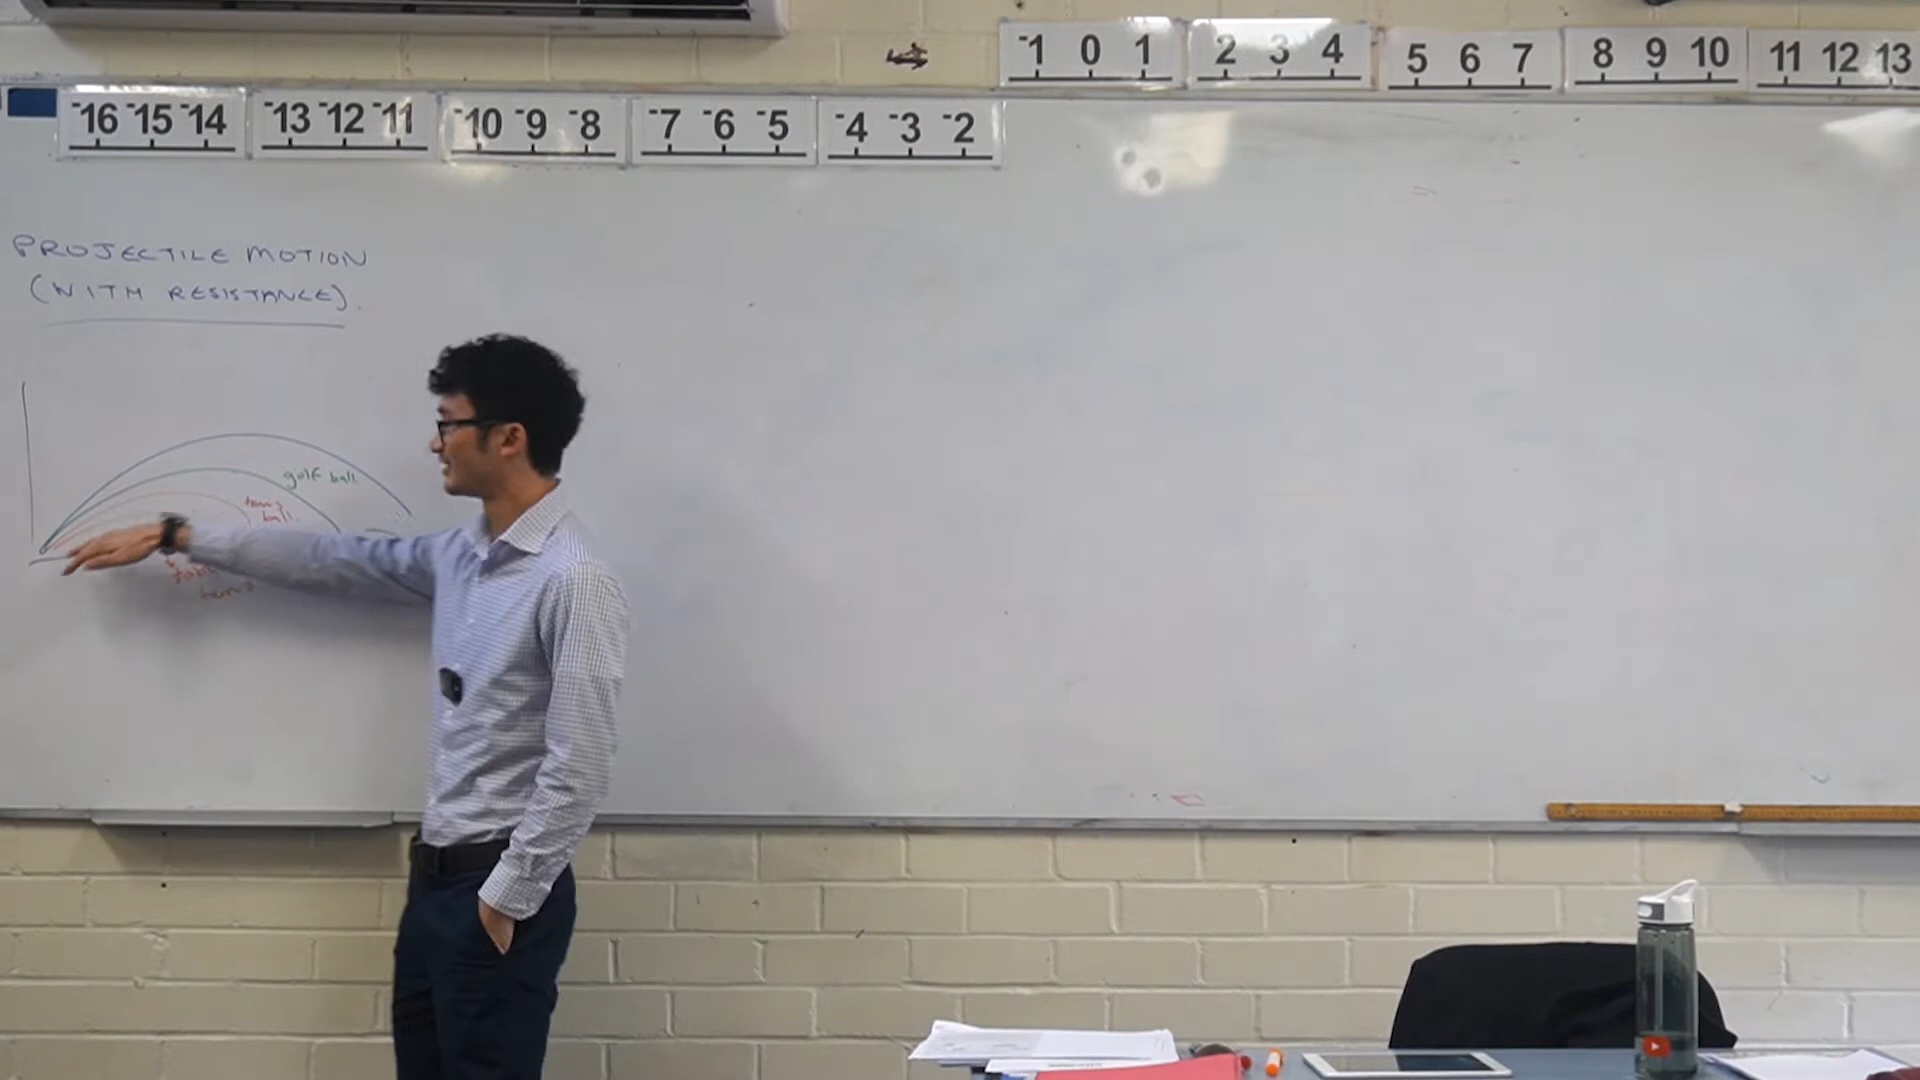 -1 0 1 2 3 4 5 6 7 8 9 10 11 12 13
-16 -15 -14 -13 -12 -11 -10 -9 -8 -7 -6 -5 -4 -3 -2
PROJECTILE MOTION
(WITH RESISTANCE).
golf ball
tennis
ball